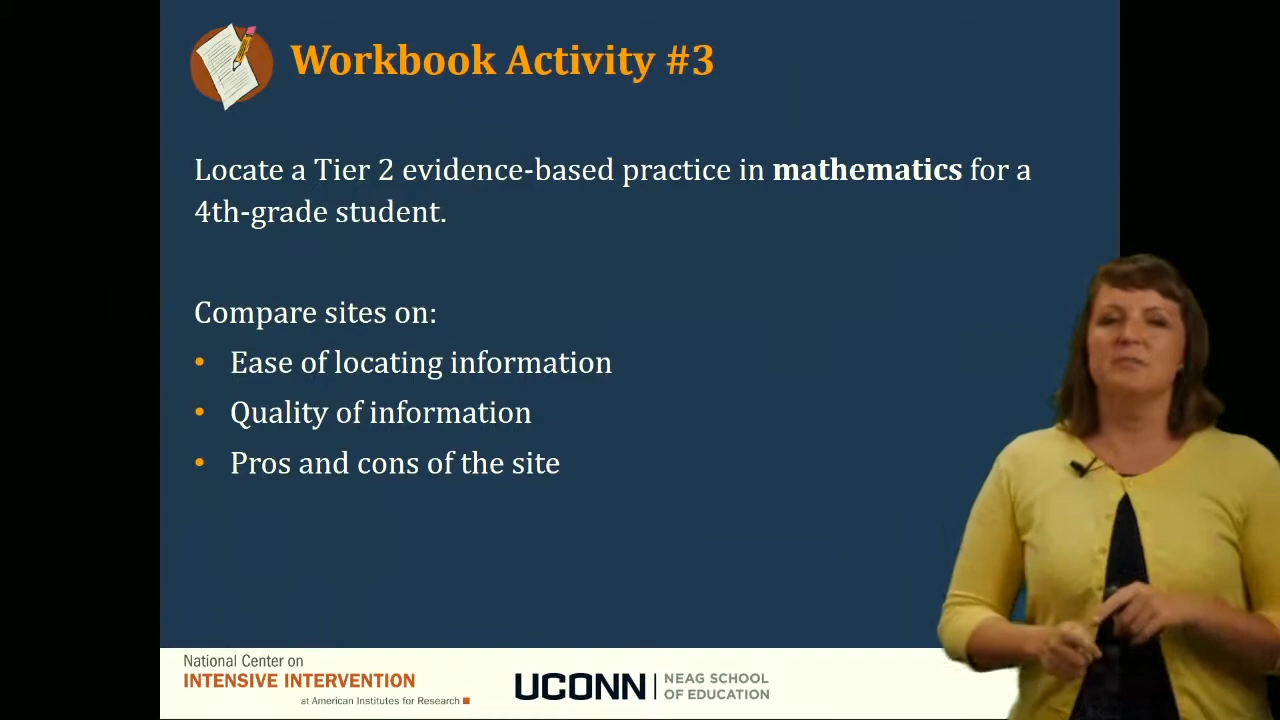 Workbook Activity #3
Locate a Tier 2 evidence-based practice in mathematics for a
4th-grade student.
Compare sites on:
• Ease of locating information
• Quality of information
• Pros and cons of the site
National Center on
INTENSIVE INTERVENTION
at American Institutes for Research
UCONN
NEAG SCHOOL
OF EDUCATION